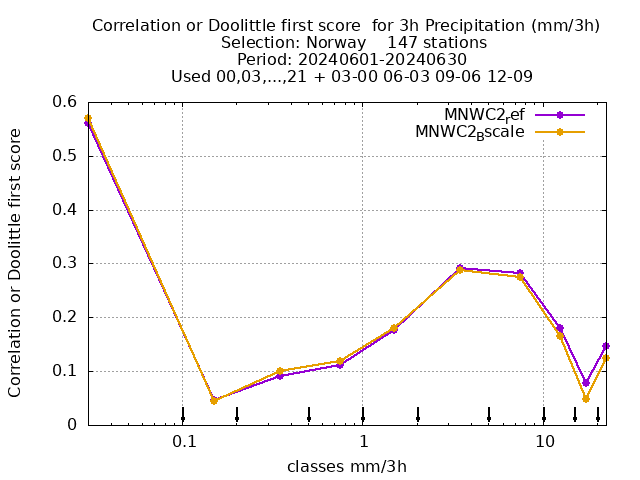 Correlation or Doolittle first score  for 3h Precipitation (mm/3h)
Selection: Norway    147 stations
Period: 20240601-20240630
Used 00,03,...,21 + 03-00 06-03 09-06 12-09
MNWC2ref
MNWC2Bscale
Correlation or Doolittle first score
0.6
0.5
0.4
0.3
0.2
0.1
0
0.1
1
10
classes mm/3h